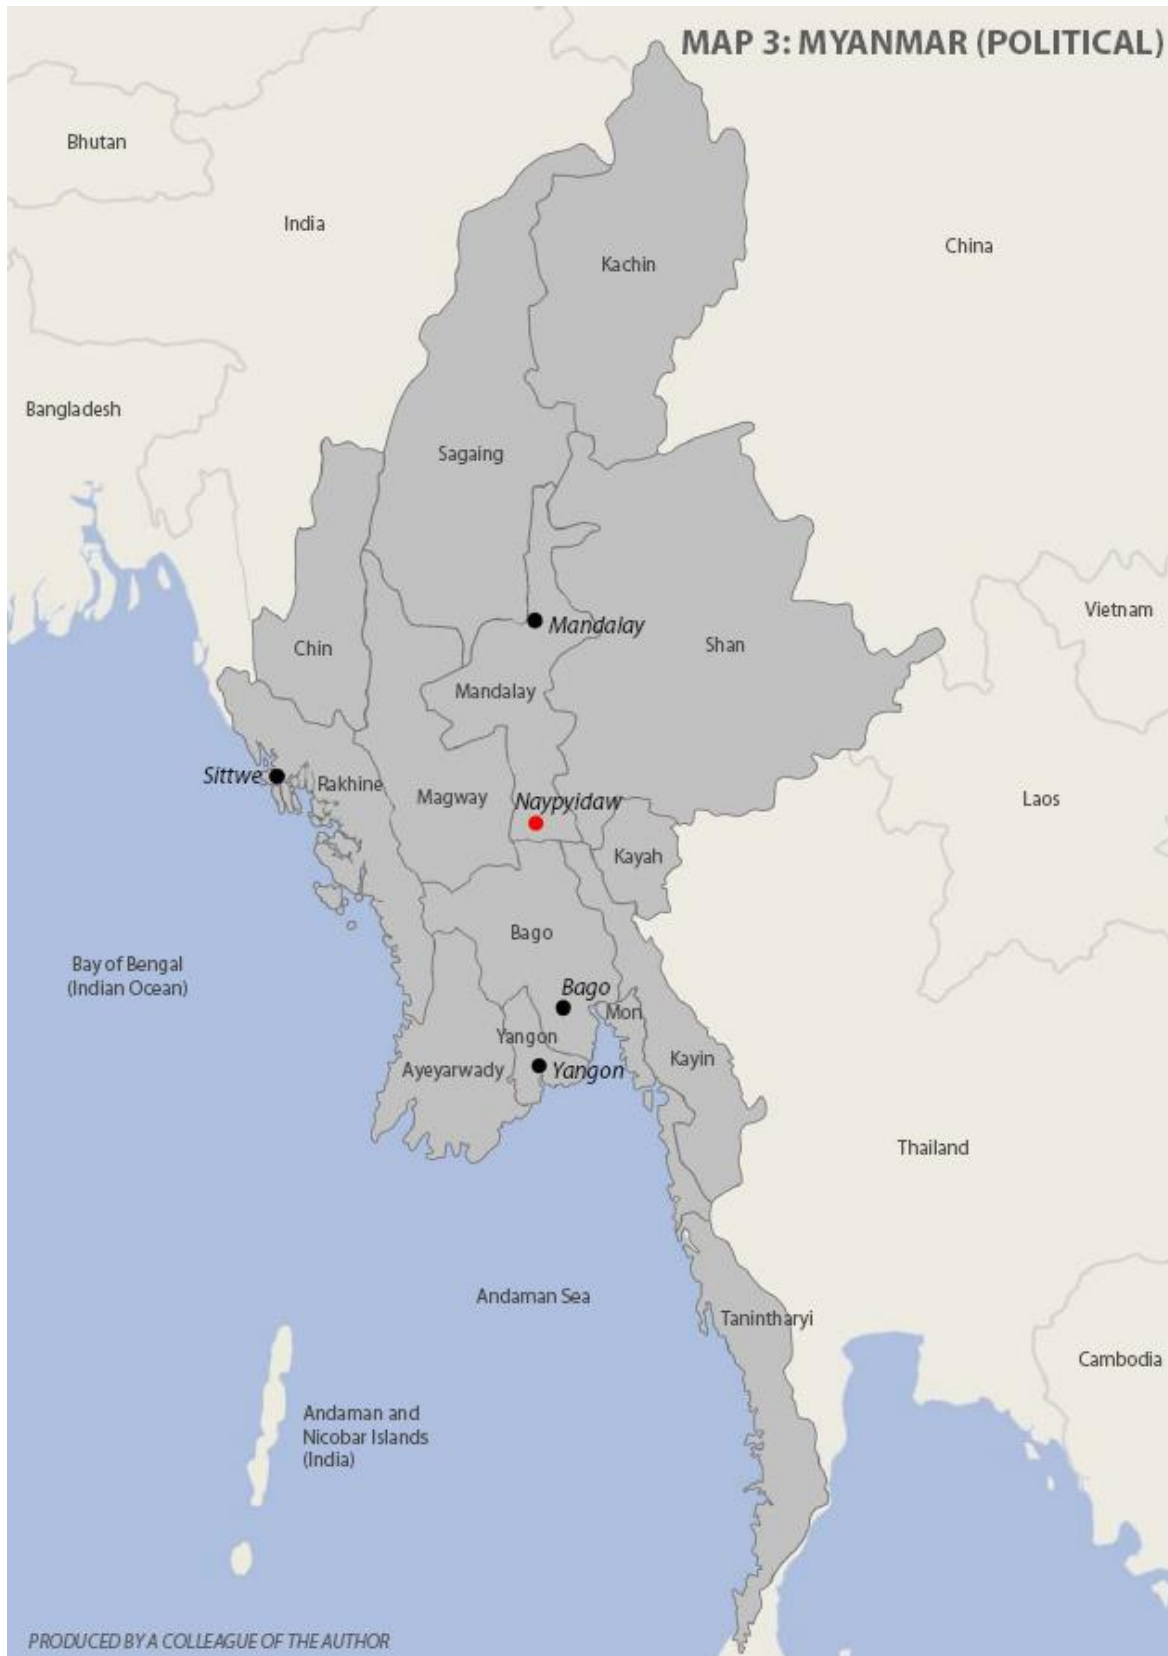 MAP 3: MYANMAR (POLITICAL)
Bhutan
India
China
Kachin
Bangladesh
Sagaing
Vietnam
Mandalay
Chin
Shan
Mandalay
Sittwe
Rakhine
Magway
Naypyidaw
Laos
Kayah
Bago
Bay of Bengal
(Indian Ocean)
Bago
Mon
Yangon
Kayin
Ayeyarwady
Yangon
Thailand
Andaman Sea
Tanintharyi
Cambodia
Andaman and
Nicobar Islands
(India)
PRODUCED BY A COLLEAGUE OF THE AUTHOR